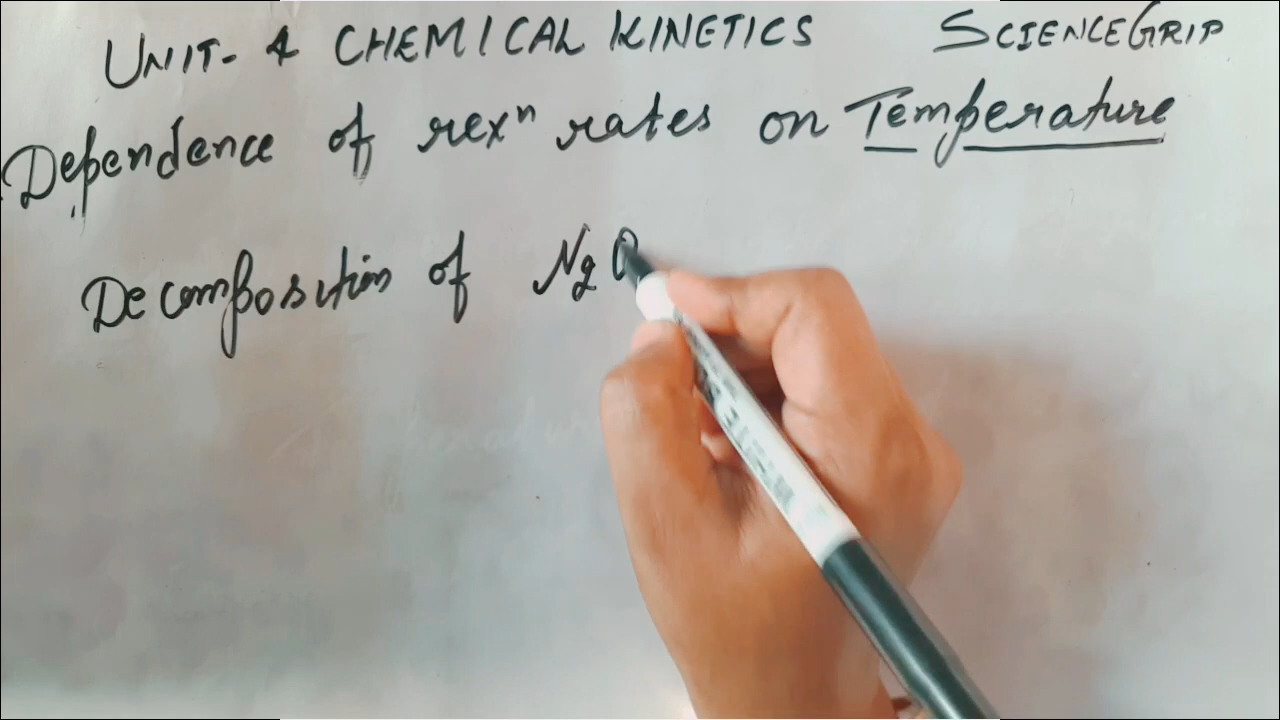 UNIT- 4 CHEMICAL KINETICS SCIENCEGRIP
Dependence of rexⁿ rates on Temperature
Decomposition of N2O